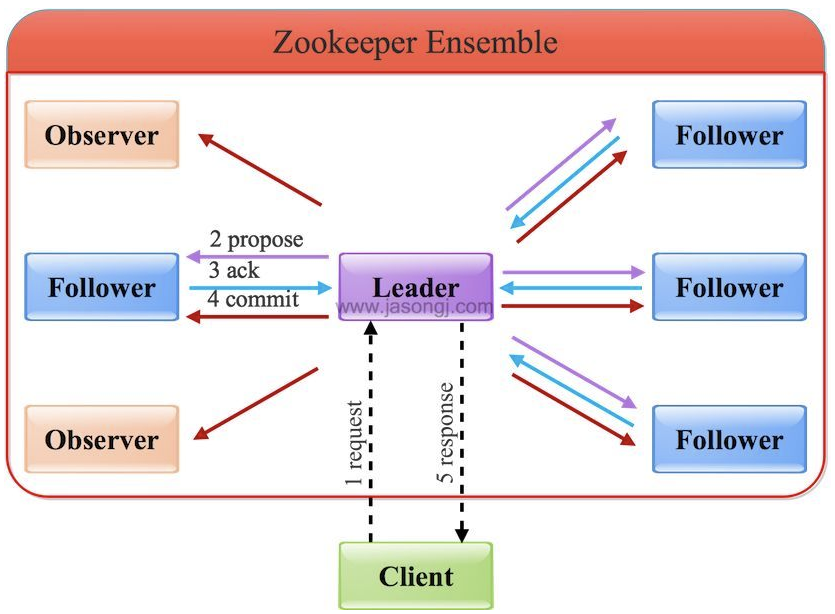 Zookeeper Ensemble
Observer
Follower
2 propose
3 ack
4 commit
Follower
Leader
www.jasongj.com
Follower
Observer
Follower
1 request
5 response
Client